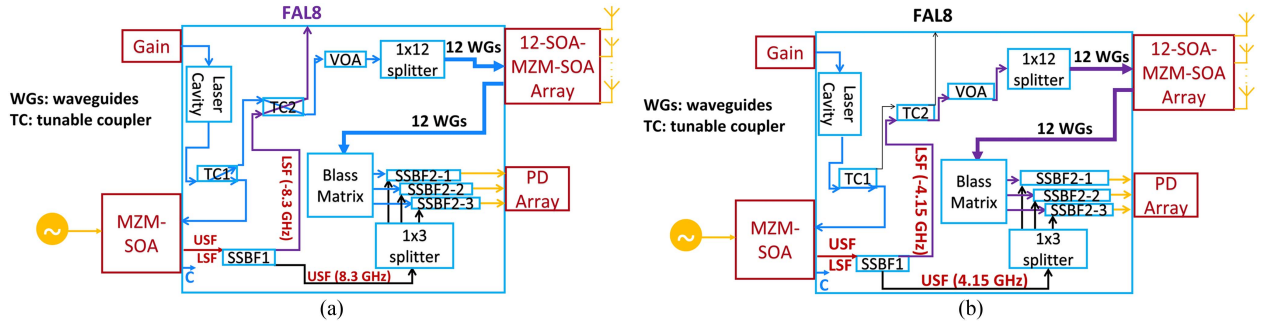 FAL8
Gain
Laser
Cavity
WGs: waveguides
TC: tunable coupler
TC1
TC2
VOA
1x12
splitter
12 WGs
12-SOA-
MZM-SOA
Array
12 WGs
Blass
Matrix
SSBF2-1
SSBF2-2
SSBF2-3
PD
Array
LSF (-8.3 GHz)
MZM-
SOA
~
USF
LSF
C
SSBF1
USF (8.3 GHz)
1x3
splitter
(a)
FAL8
Gain
Laser
Cavity
WGs: waveguides
TC: tunable coupler
TC1
TC2
VOA
1x12
splitter
12 WGs
12-SOA-
MZM-SOA
Array
12 WGs
Blass
Matrix
SSBF2-1
SSBF2-2
SSBF2-3
PD
Array
LSF (-4.15 GHz)
MZM-
SOA
~
USF
LSF
C
SSBF1
USF (4.15 GHz)
1x3
splitter
(b)